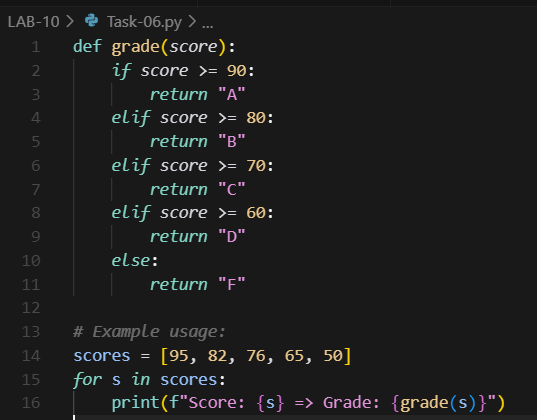 LAB-10 > Task-06.py > ...
1 def grade(score):
2     if score >= 90:
3         return "A"
4     elif score >= 80:
5         return "B"
6     elif score >= 70:
7         return "C"
8     elif score >= 60:
9         return "D"
10     else:
11         return "F"
12
13 # Example usage:
14 scores = [95, 82, 76, 65, 50]
15 for s in scores:
16     print(f"Score: {s} => Grade: {grade(s)}")